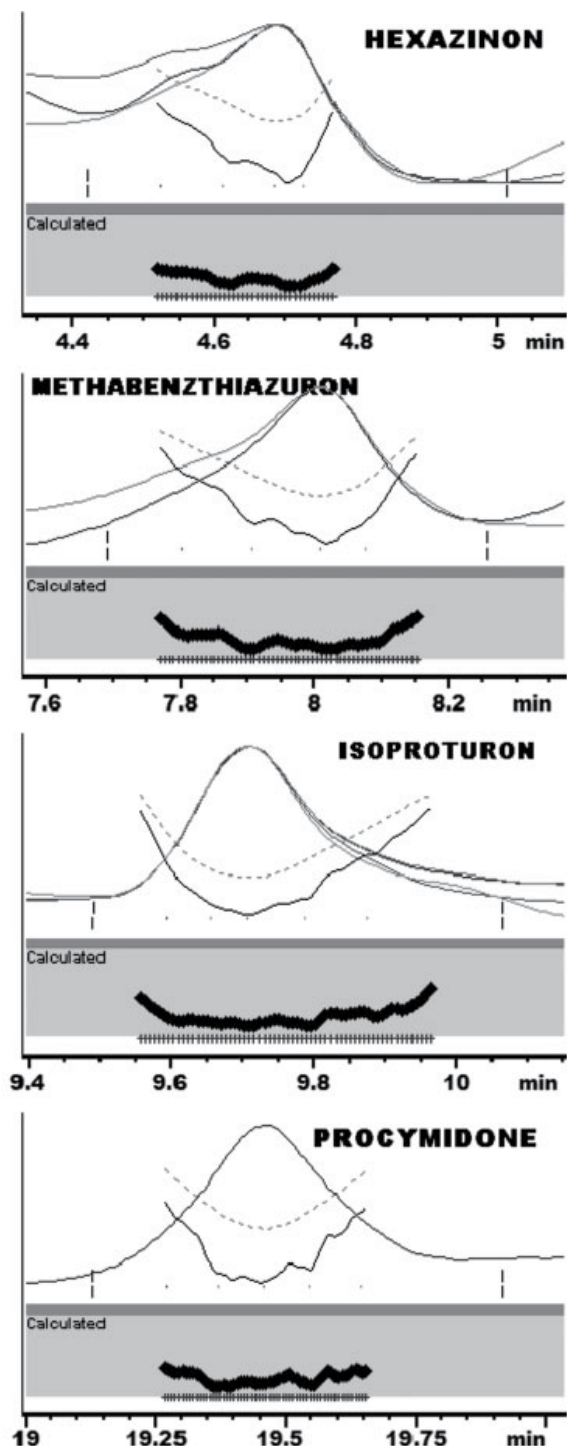 HEXAZINON
Calculated
4.4 4.6 4.8 5 min
METHABENZTHIAZURON
Calculated
7.6 7.8 8 8.2 min
ISOPROTURON
Calculated
9.4 9.6 9.8 10 min
PROCYMIDONE
Calculated
19 19.25 19.5 19.75 min